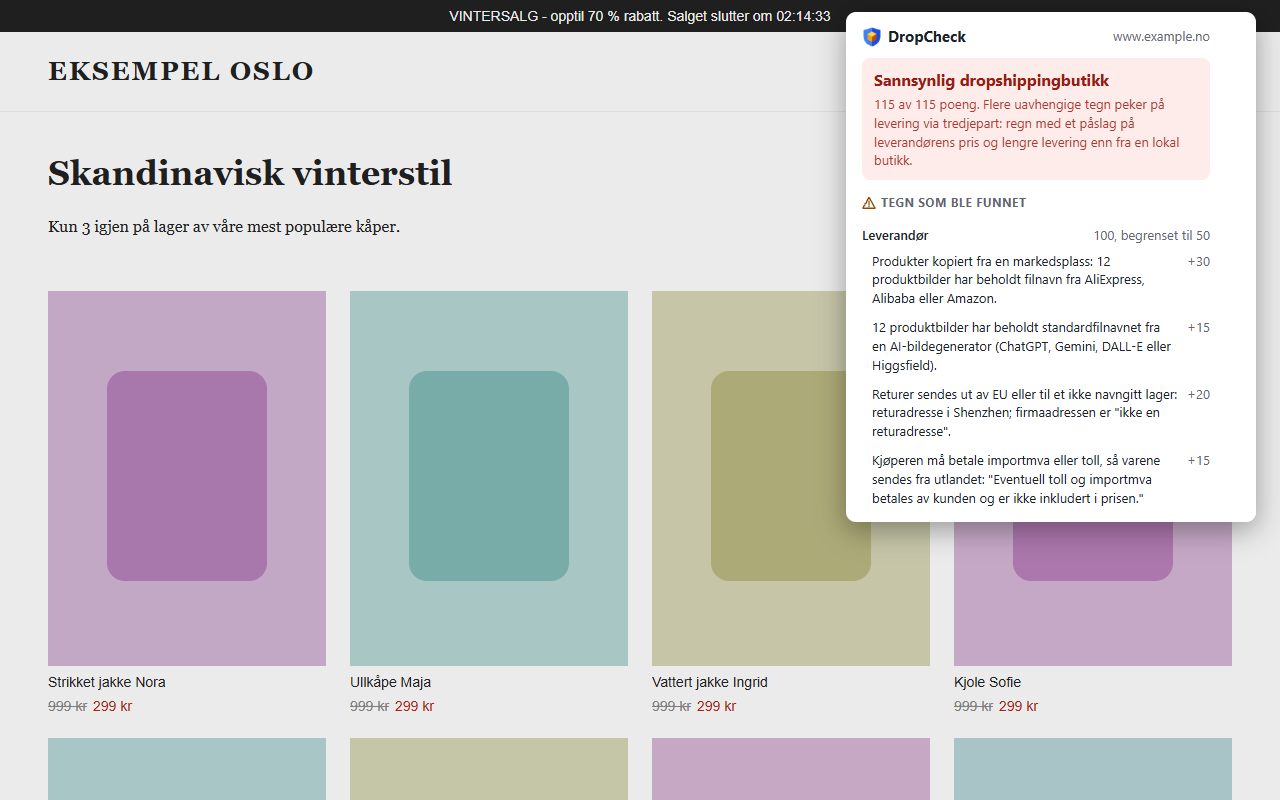 VINTERSALG - opptil 70 % rabatt. Salget slutter om 02:14:33
EKSEMPEL OSLO
Skandinavisk vinterstil
Kun 3 igjen på lager av våre mest populære kåper.
DropCheck
www.example.no
Sannsynlig dropshippingbutikk
115 av 115 poeng. Flere uavhengige tegn peker på
levering via tredjepart: regn med et påslag på
leverandørens pris og lengre levering enn fra en lokal
butikk.
TEGN SOM BLE FUNNET
Leverandør
100, begrenset til 50
Produkter kopiert fra en markedsplass: 12
produktbilder har beholdt filnavn fra AliExpress,
Alibaba eller Amazon.
+30
12 produktbilder har beholdt standardfilnavnet fra
en AI-bildegenerator (ChatGPT, Gemini, DALL-E eller
Higgsfield).
+15
Returer sendes ut av EU eller til et ikke navngitt lager:
returadresse i Shenzhen; firmaadressen er "ikke en
returadresse".
+20
Kjøperen må betale importmva eller toll, så varene
sendes fra utlandet: "Eventuell toll og importmva
betales av kunden og er ikke inkludert i prisen."
+15
Strikket jakke Nora
999 kr 299 kr
Ullkåpe Maja
999 kr 299 kr
Vattert jakke Ingrid
999 kr 299 kr
Kjole Sofie
999 kr 299 kr